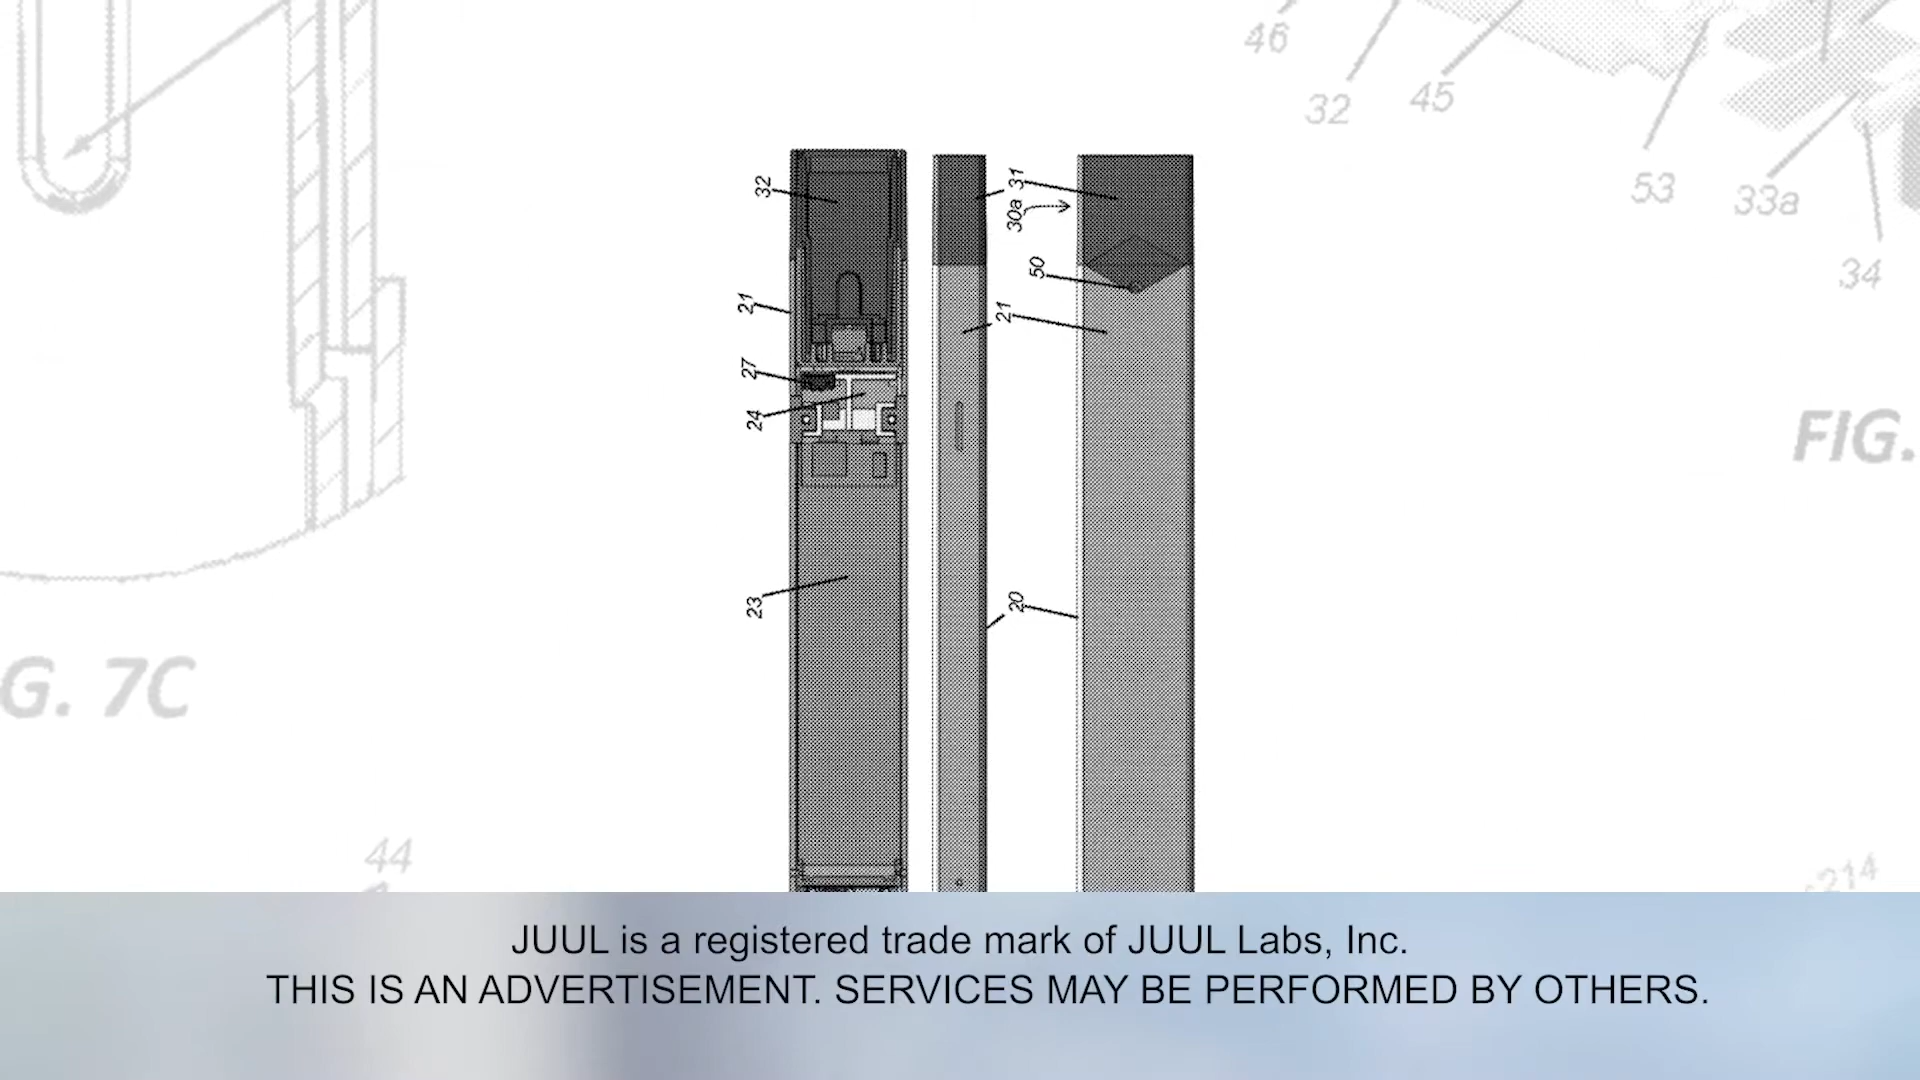 46
32
45
53
33a
34
FIG.
32
31
30a
50
21
21
27
24
23
20
G. 7C
44
214
JUUL is a registered trade mark of JUUL Labs, Inc.
THIS IS AN ADVERTISEMENT. SERVICES MAY BE PERFORMED BY OTHERS.